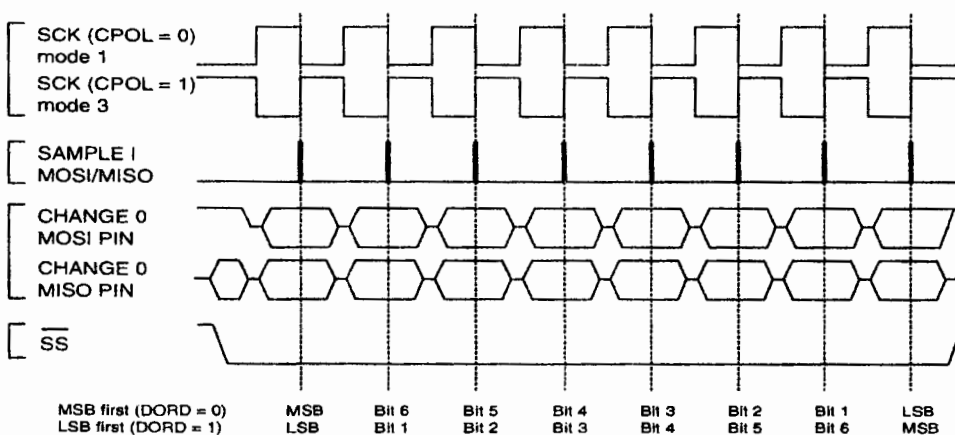 SCK (CPOL = 0)
mode 1
SCK (CPOL = 1)
mode 3
SAMPLE I
MOSI/MISO
CHANGE 0
MOSI PIN
CHANGE 0
MISO PIN
SS
MSB first (DORD = 0) MSB Bit 6 Bit 5 Bit 4 Bit 3 Bit 2 Bit 1 LSB
LSB first (DORD = 1) LSB Bit 1 Bit 2 Bit 3 Bit 4 Bit 5 Bit 6 MSB